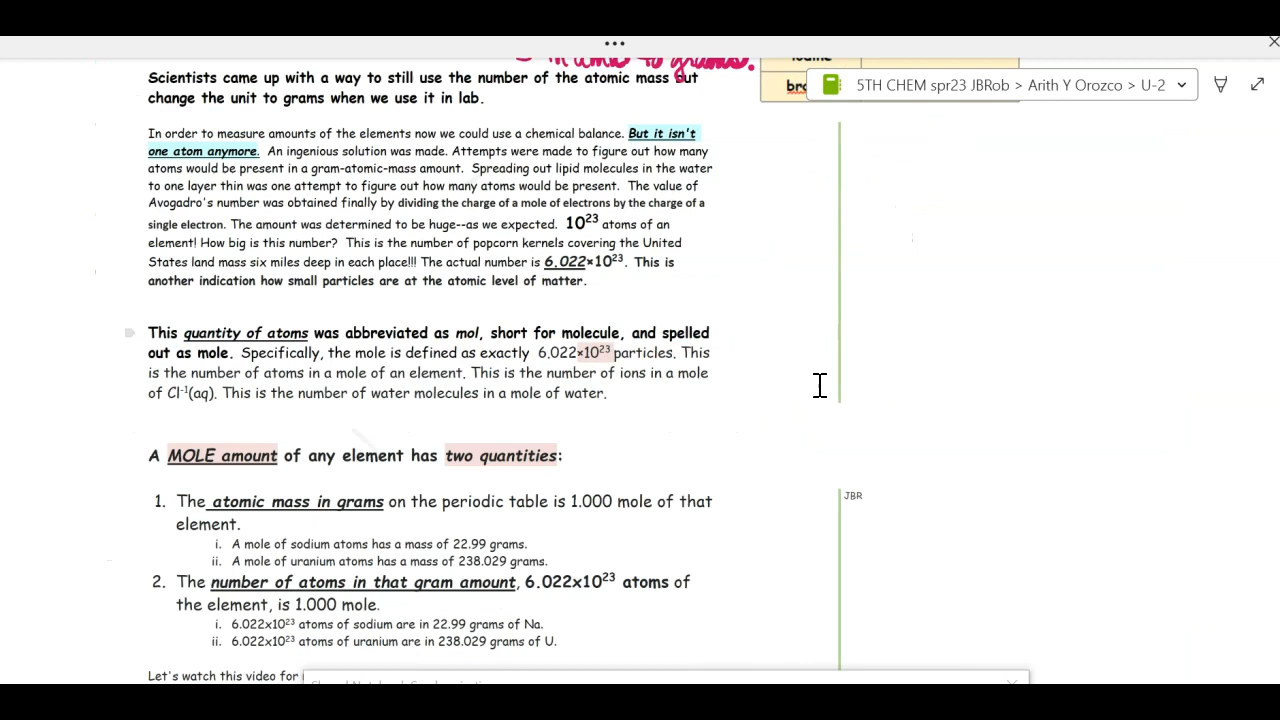 amu to grams.
Scientists came up with a way to still use the number of the atomic mass but
change the unit to grams when we use it in lab.
iodine
bro
5TH CHEM spr23 JBRob > Arith Y Orozco > U-2
In order to measure amounts of the elements now we could use a chemical balance. But it isn't
one atom anymore. An ingenious solution was made. Attempts were made to figure out how many
atoms would be present in a gram-atomic-mass amount. Spreading out lipid molecules in the water
to one layer thin was one attempt to figure out how many atoms would be present. The value of
Avogadro's number was obtained finally by dividing the charge of a mole of electrons by the charge of a
single electron. The amount was determined to be huge--as we expected. 10²³ atoms of an
element! How big is this number? This is the number of popcorn kernels covering the United
States land mass six miles deep in each place!!! The actual number is 6.022×10²³. This is
another indication how small particles are at the atomic level of matter.
This quantity of atoms was abbreviated as mol, short for molecule, and spelled
out as mole. Specifically, the mole is defined as exactly 6.022×10²³ particles. This
is the number of atoms in a mole of an element. This is the number of ions in a mole
of Cl⁻¹(aq). This is the number of water molecules in a mole of water.
A MOLE amount of any element has two quantities:
1. The atomic mass in grams on the periodic table is 1.000 mole of that
element.
i. A mole of sodium atoms has a mass of 22.99 grams.
ii. A mole of uranium atoms has a mass of 238.029 grams.
2. The number of atoms in that gram amount, 6.022x10²³ atoms of
the element, is 1.000 mole.
i. 6.022x10²³ atoms of sodium are in 22.99 grams of Na.
ii. 6.022x10²³ atoms of uranium are in 238.029 grams of U.
JBR
Let's watch this video for